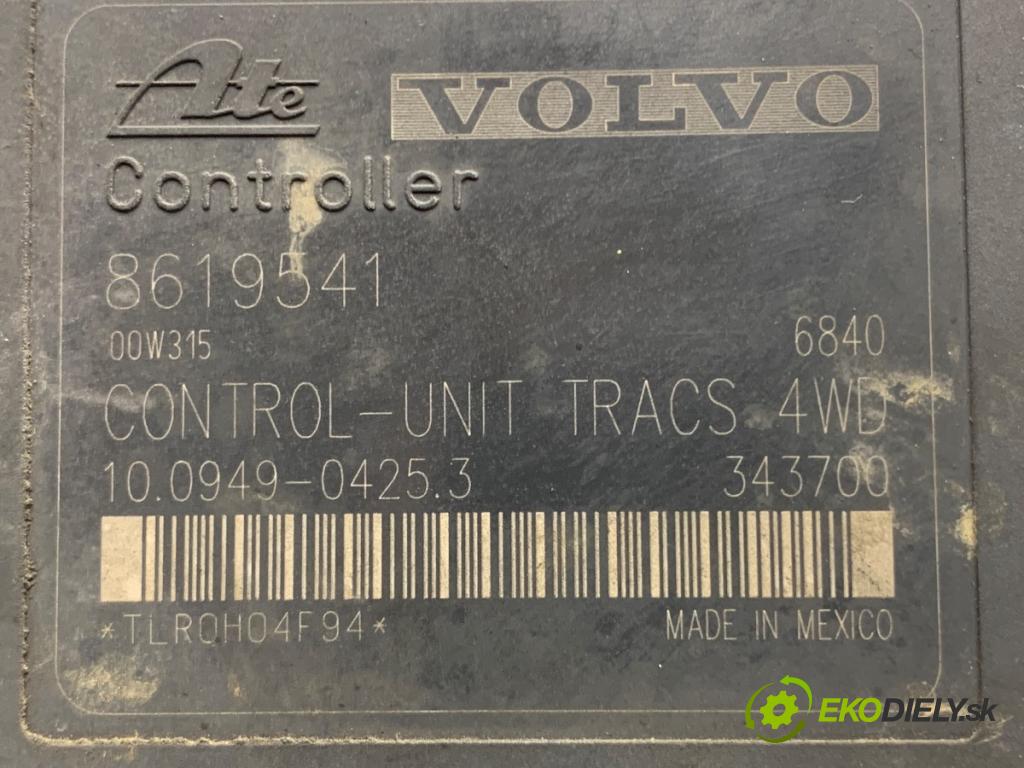 Ate VOLVO
Controller
8619541
00W315 6840
CONTROL-UNIT TRACS 4WD
10.0949-0425.3 343700
*TLR0H04F94* MADE IN MEXICO
EKODIELY.sk